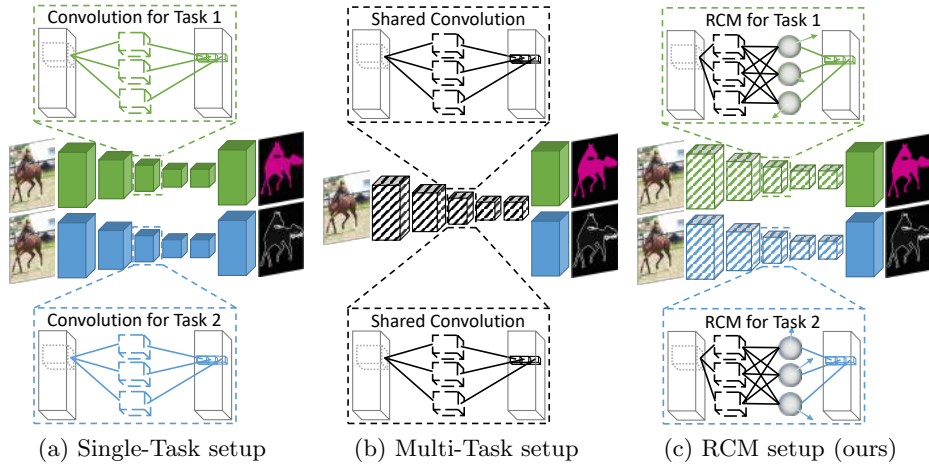 Convolution for Task 1
Shared Convolution
RCM for Task 1
Convolution for Task 2
Shared Convolution
RCM for Task 2
(a) Single-Task setup
(b) Multi-Task setup
(c) RCM setup (ours)